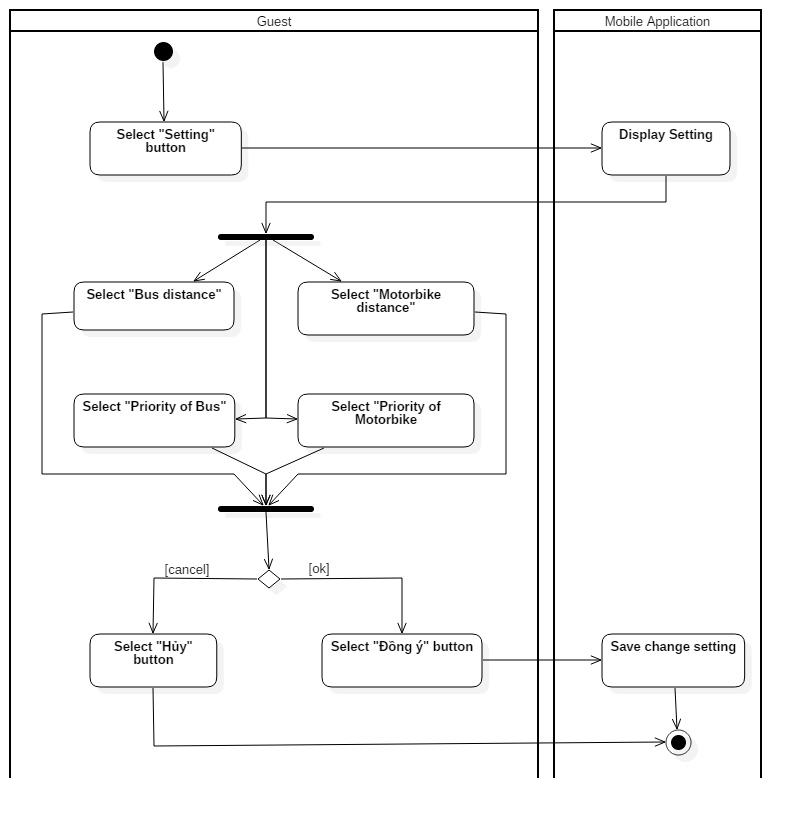 Guest
Mobile Application
Select "Setting"
button
Display Setting
Select "Bus distance"
Select "Motorbike
distance"
Select "Priority of Bus"
Select "Priority of
Motorbike
[cancel]
[ok]
Select "Hủy"
button
Select "Đồng ý" button
Save change setting